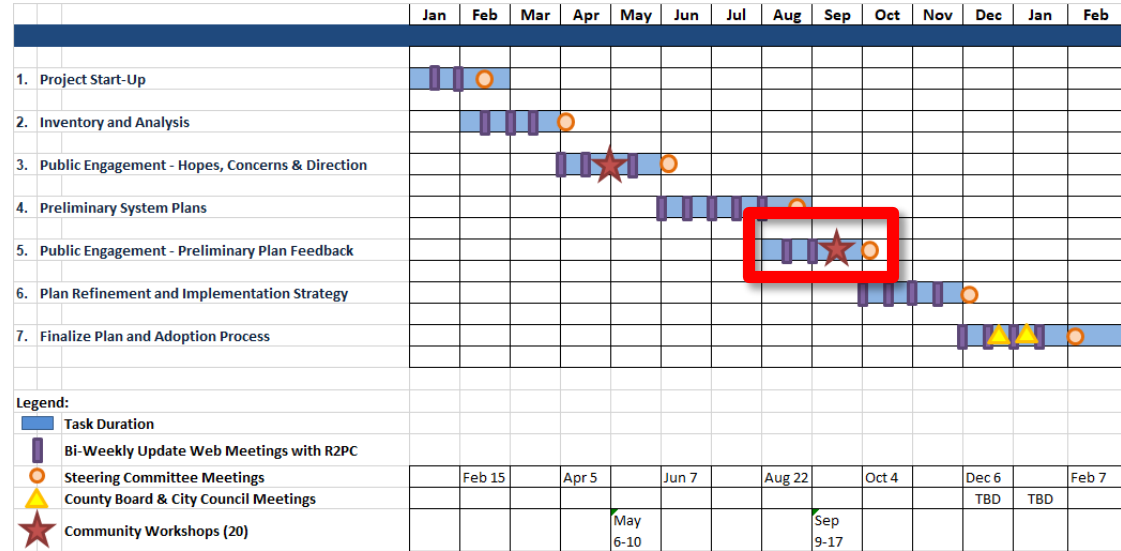 Jan Feb Mar Apr May Jun Jul Aug Sep Oct Nov Dec Jan Feb
1. Project Start-Up
2. Inventory and Analysis
3. Public Engagement - Hopes, Concerns & Direction
4. Preliminary System Plans
5. Public Engagement - Preliminary Plan Feedback
6. Plan Refinement and Implementation Strategy
7. Finalize Plan and Adoption Process
Legend:
Task Duration
Bi-Weekly Update Web Meetings with R2PC
Steering Committee Meetings Feb 15 Apr 5 Jun 7 Aug 22 Oct 4 Dec 6 Feb 7
County Board & City Council Meetings TBD TBD
Community Workshops (20) May 6-10 Sep 9-17